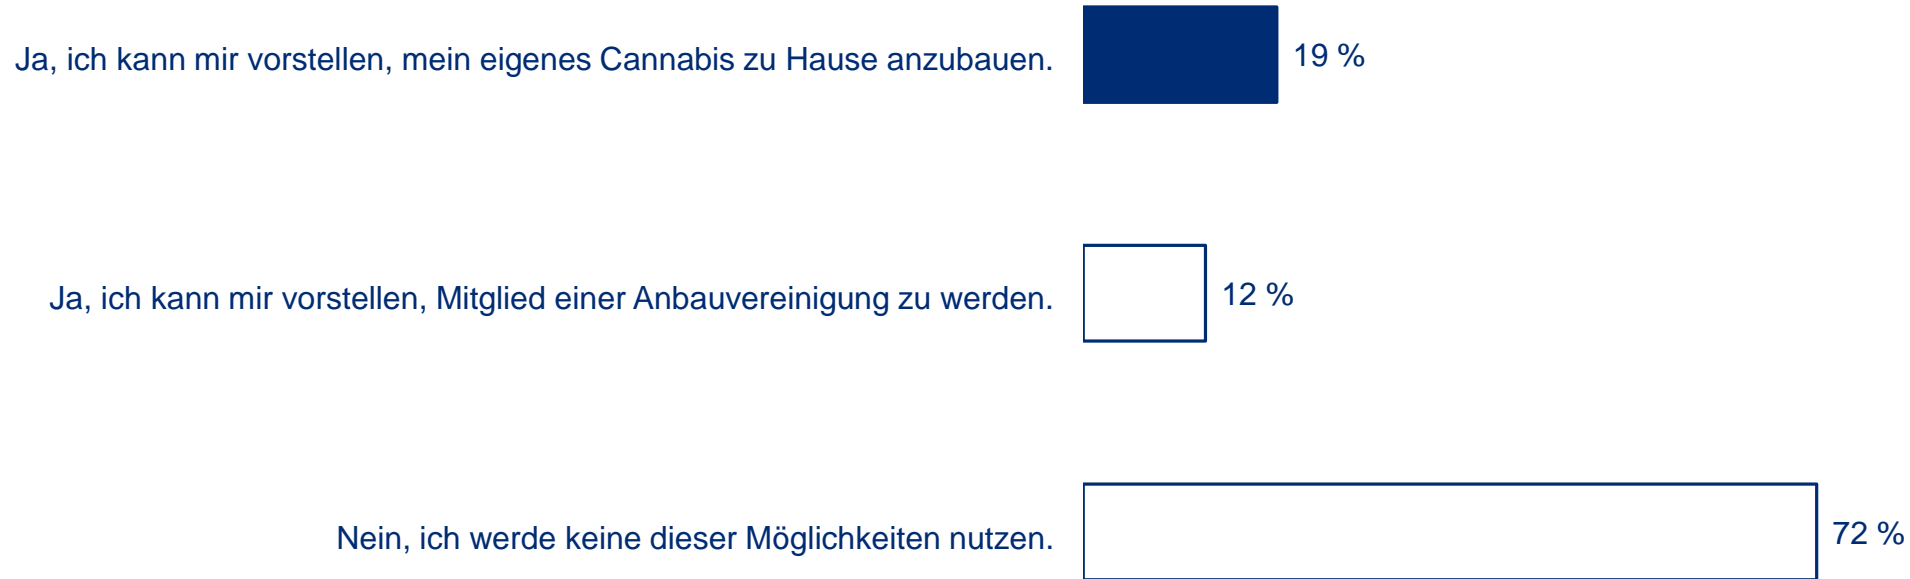 Ja, ich kann mir vorstellen, mein eigenes Cannabis zu Hause anzubauen. 19 %
Ja, ich kann mir vorstellen, Mitglied einer Anbauvereinigung zu werden. 12 %
Nein, ich werde keine dieser Möglichkeiten nutzen. 72 %